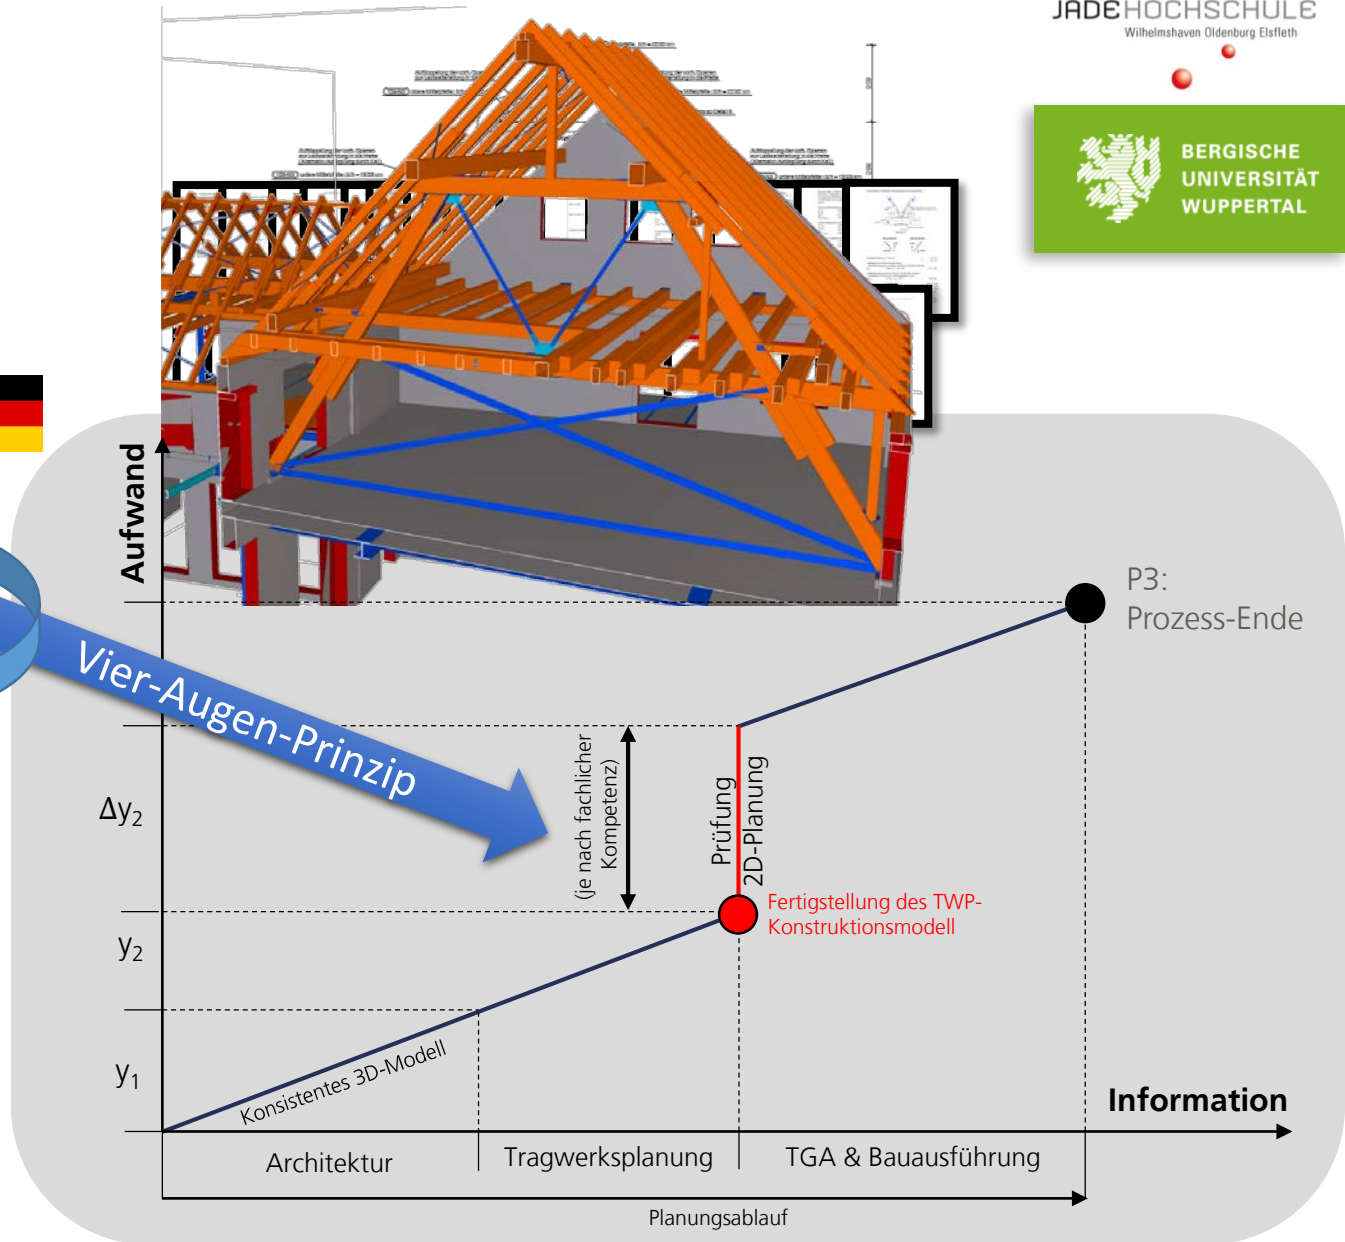 JADEHOCHSCHULE
Wilhelmshaven Oldenburg Elsfleth
BERGISCHE
UNIVERSITÄT
WUPPERTAL
Aufwand
P3:
Prozess-Ende
Vier-Augen-Prinzip
(je nach fachlicher
Kompetenz)
Prüfung
2D-Planung
Δy2
Fertigstellung des TWP-
Konstruktionsmodell
y2
y1
Konsistentes 3D-Modell
Information
Architektur
Tragwerksplanung
TGA & Bauausführung
Planungsablauf